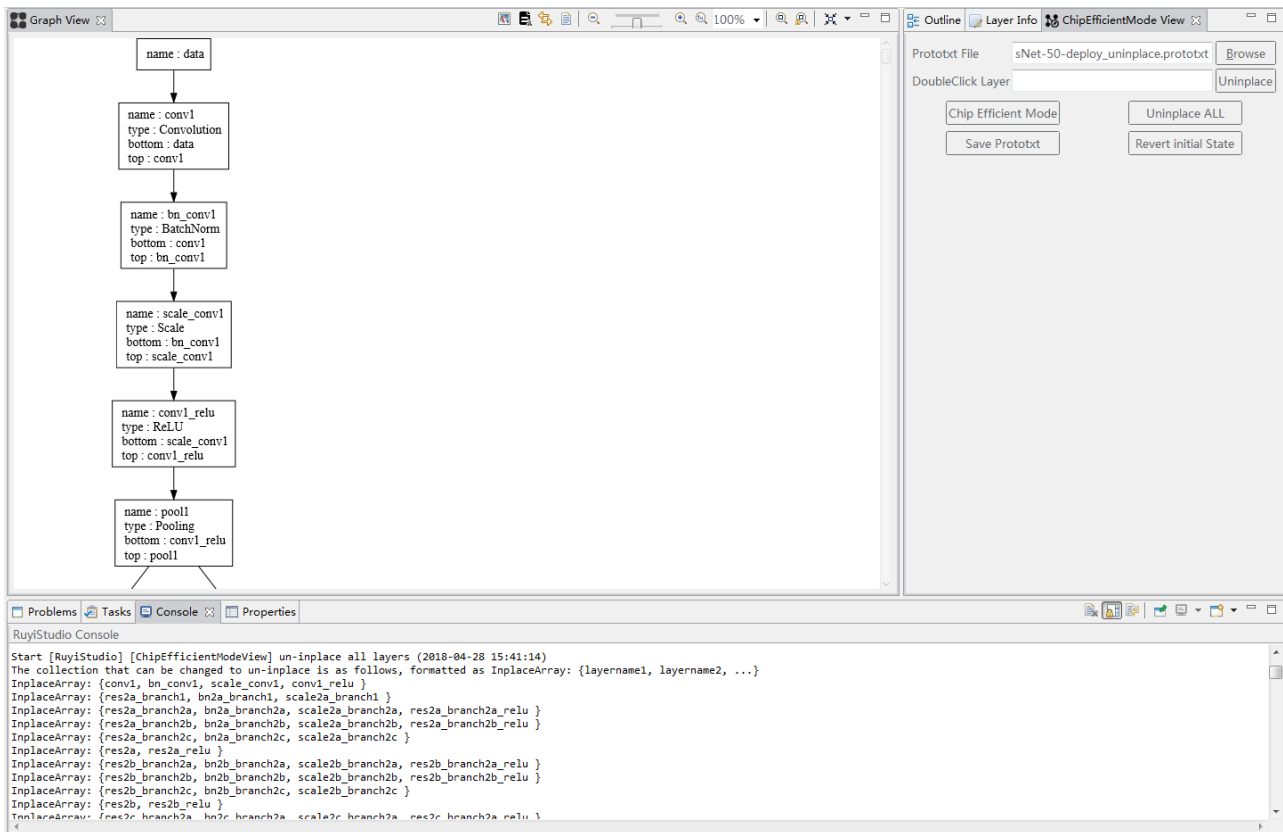 Graph View
100%
name : data
name : conv1
type : Convolution
bottom : data
top : conv1
name : bn_conv1
type : BatchNorm
bottom : conv1
top : bn_conv1
name : scale_conv1
type : Scale
bottom : bn_conv1
top : scale_conv1
name : conv1_relu
type : ReLU
bottom : scale_conv1
top : conv1_relu
name : pool1
type : Pooling
bottom : conv1_relu
top : pool1
Outline Layer Info ChipEfficientMode View
Prototxt File sNet-50-deploy_uninplace.prototxt Browse
DoubleClick Layer Uninplace
Chip Efficient Mode Uninplace ALL
Save Prototxt Revert initial State
Problems Tasks Console Properties
RuyiStudio Console
Start [RuyiStudio] [ChipEfficientModeView] un-inplace all layers (2018-04-28 15:41:14)
The collection that can be changed to un-inplace is as follows, formatted as InplaceArray: {layername1, layername2, ...}
InplaceArray: {conv1, bn_conv1, scale_conv1, conv1_relu }
InplaceArray: {res2a_branch1, bn2a_branch1, scale2a_branch1 }
InplaceArray: {res2a_branch2a, bn2a_branch2a, scale2a_branch2a, res2a_branch2a_relu }
InplaceArray: {res2a_branch2b, bn2a_branch2b, scale2a_branch2b, res2a_branch2b_relu }
InplaceArray: {res2a_branch2c, bn2a_branch2c, scale2a_branch2c }
InplaceArray: {res2a, res2a_relu }
InplaceArray: {res2b_branch2a, bn2b_branch2a, scale2b_branch2a, res2b_branch2a_relu }
InplaceArray: {res2b_branch2b, bn2b_branch2b, scale2b_branch2b, res2b_branch2b_relu }
InplaceArray: {res2b_branch2c, bn2b_branch2c, scale2b_branch2c }
InplaceArray: {res2b, res2b_relu }
InplaceArray: {res2c_branch2a, bn2c_branch2a, scale2c_branch2a, res2c_branch2a_relu }